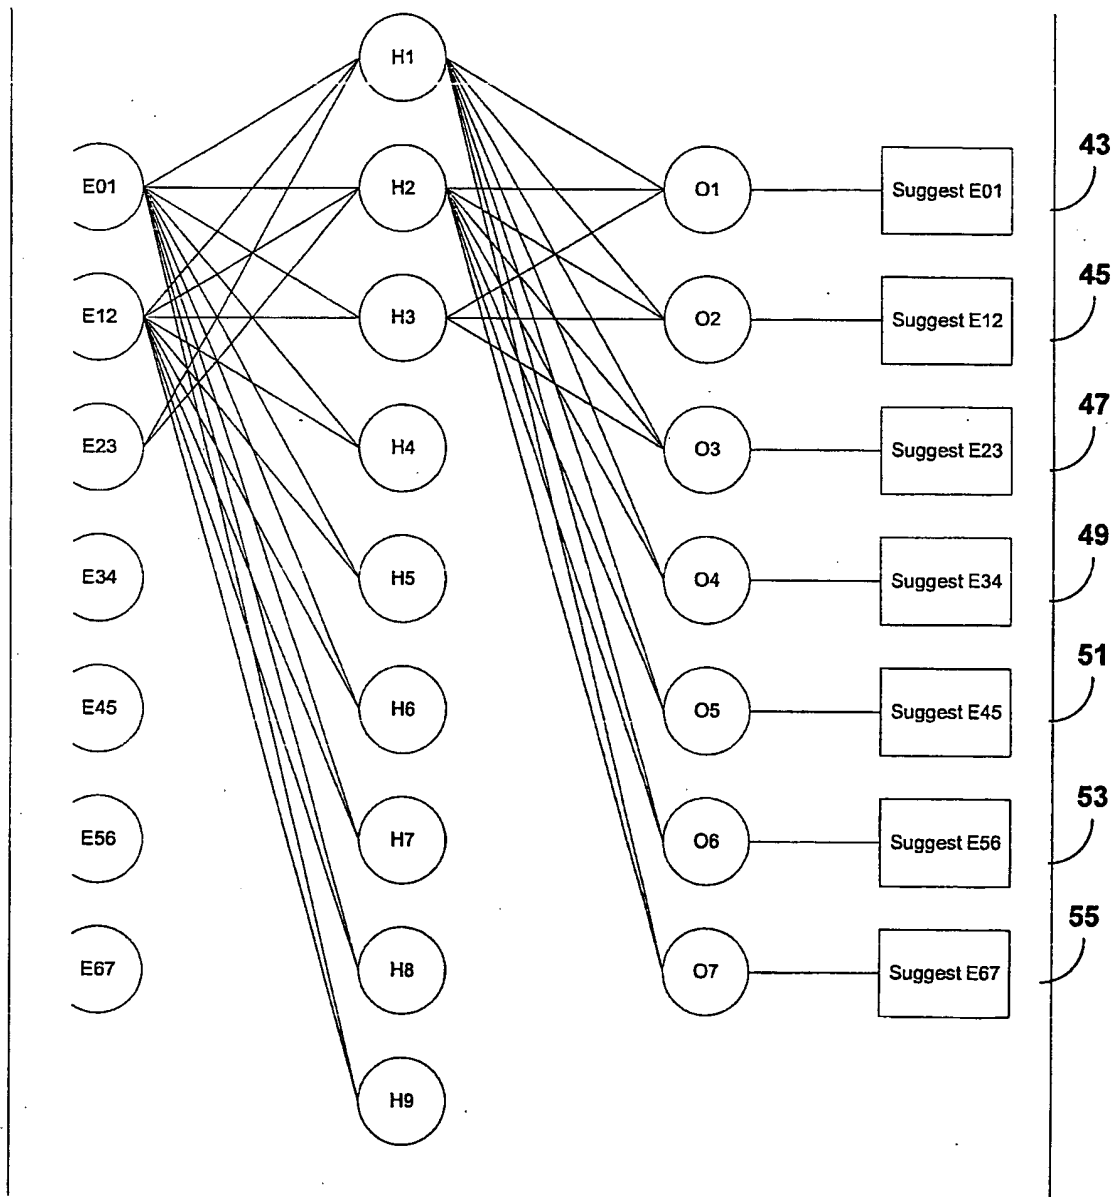 H1
43
E01
H2
O1
Suggest E01
45
E12
H3
O2
Suggest E12
47
E23
H4
O3
Suggest E23
49
E34
H5
O4
Suggest E34
51
E45
H6
O5
Suggest E45
53
E56
H7
O6
Suggest E56
55
E67
H8
O7
Suggest E67
H9